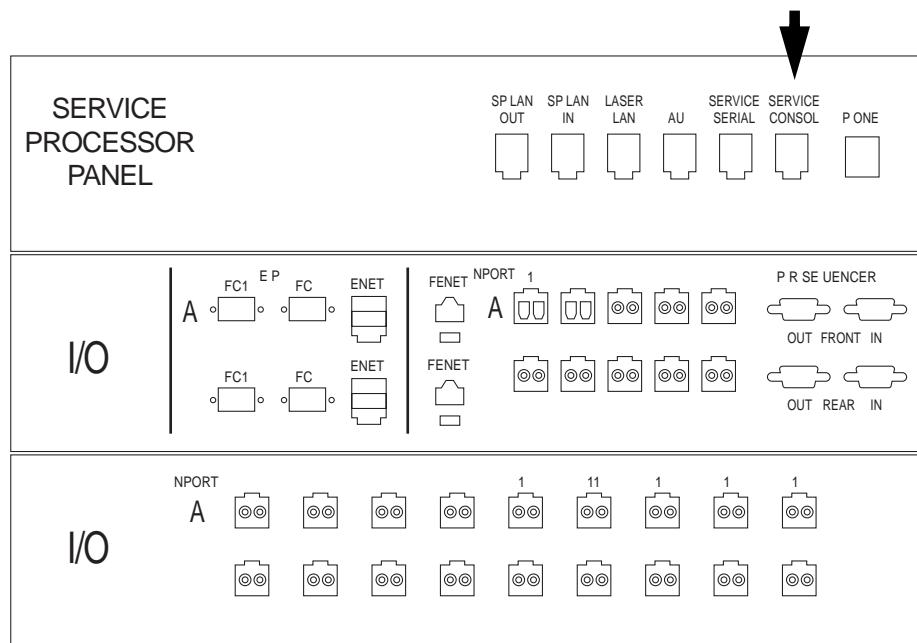 SERVICE
PROCESSOR
PANEL
SP LAN
OUT
SP LAN
IN
LASER
LAN
AU
SERVICE
SERIAL
SERVICE
CONSOL
P ONE
I/O
E P
A
FC1
FC
ENET
FC1
FC
ENET
FENET
FENET
NPORT
1
A
P R SE UENCER
OUT FRONT IN
OUT REAR IN
I/O
NPORT
A
1
11
1
1
1